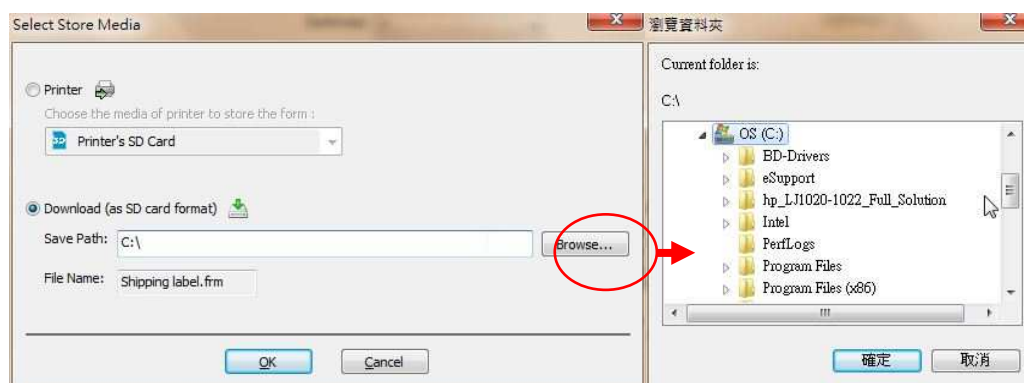 Select Store Media
Printer
Choose the media of printer to store the form :
Printer's SD Card
Download (as SD card format)
Save Path: C:\ Browse...
File Name: Shipping label.frm
OK Cancel
瀏覽資料夾
Current folder is:
C:\
OS (C:)
BD-Drivers
eSupport
hp_LJ1020-1022_Full_Solution
Intel
PerfLogs
Program Files
Program Files (x86)
確定 取消